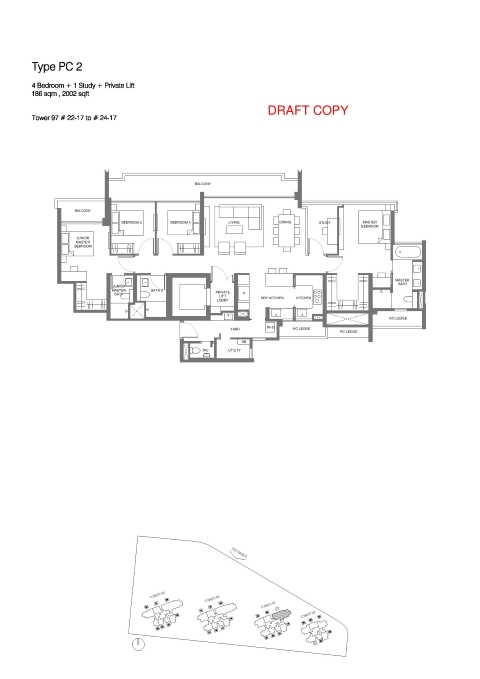 Type PC 2
4 Bedroom + 1 Study + Private Lift
186 sqm , 2002 sqft
DRAFT COPY
Tower 97 # 22-17 to # 24-17
BALCONY
BALCONY
BEDROOM 3
BEDROOM 4
LIVING
DINING
STUDY
MASTER
BEDROOM
JUNIOR
MASTER
BEDROOM
MASTER
BATH
JUNIOR
MASTER
BATH
BATH 2
PRIVATE
LIFT
LOBBY
DRY KITCHEN
KITCHEN
A/C LEDGE
YARD
A/C LEDGE
A/C LEDGE
WC
UTILITY
ENTRANCE